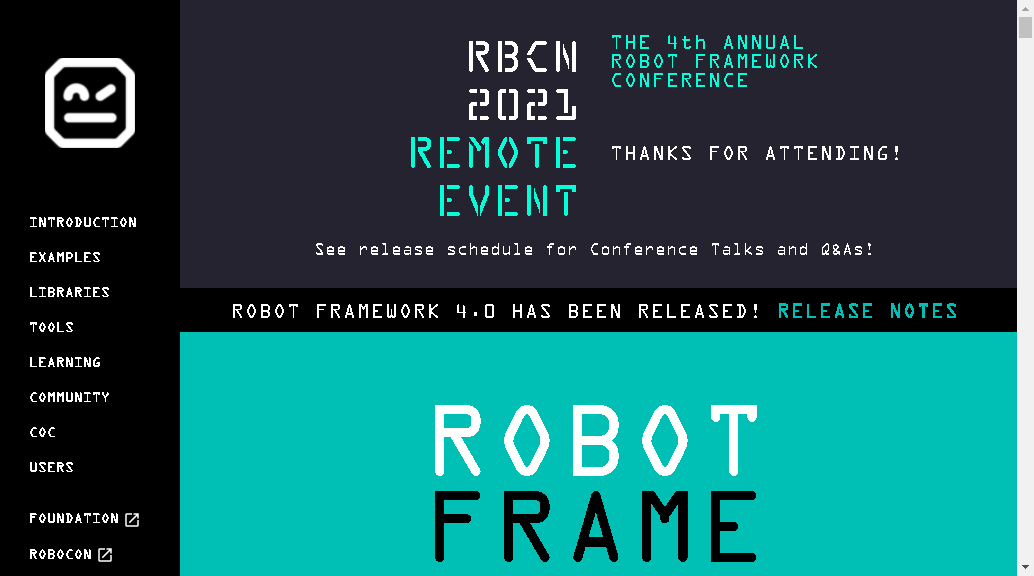 INTRODUCTION
EXAMPLES
LIBRARIES
TOOLS
LEARNING
COMMUNITY
COC
USERS
FOUNDATION
ROBOCON
RBCN
2021
REMOTE
EVENT
THE 4th ANNUAL
ROBOT FRAMEWORK
CONFERENCE
THANKS FOR ATTENDING!
See release schedule for Conference Talks and Q&As!
ROBOT FRAMEWORK 4.0 HAS BEEN RELEASED! RELEASE NOTES
ROBOT
FRAME